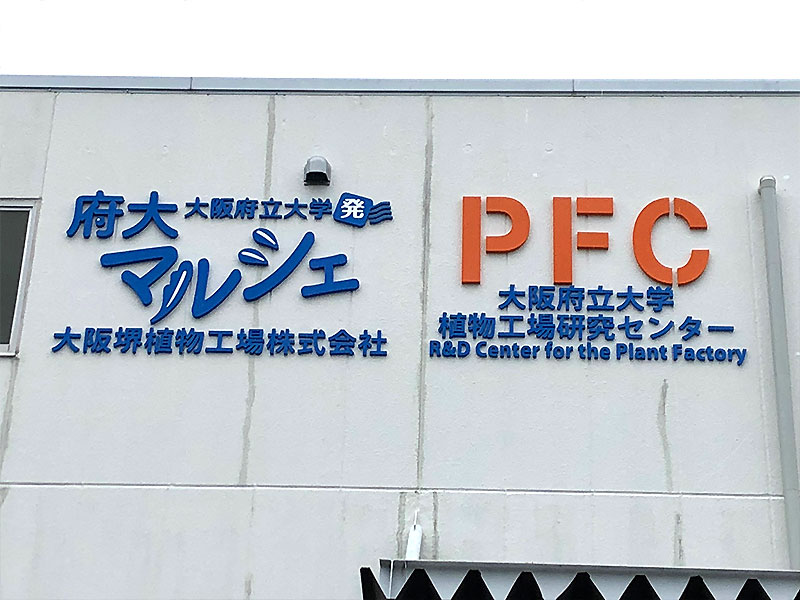 府大 大阪府立大学発
マルシェ
大阪堺植物工場株式会社
PFC
大阪府立大学
植物工場研究センター
R&D Center for the Plant Factory